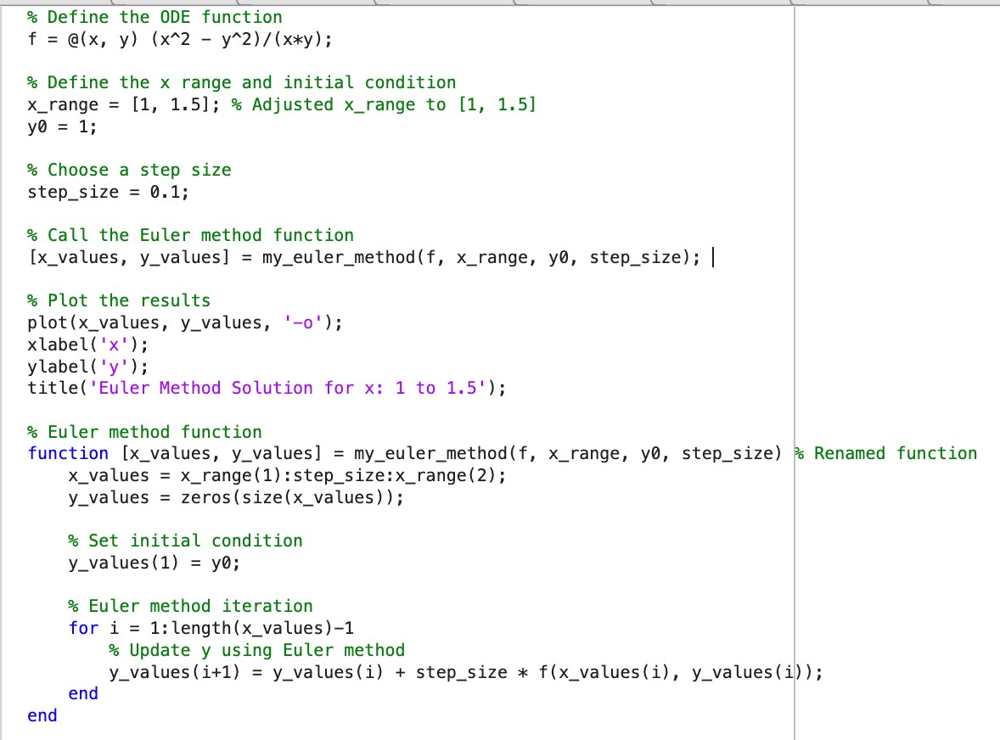 % Define the ODE function
f = @(x, y) (x^2 - y^2)/(x*y);
% Define the x range and initial condition
x_range = [1, 1.5]; % Adjusted x_range to [1, 1.5]
y0 = 1;
% Choose a step size
step_size = 0.1;
% Call the Euler method function
[x_values, y_values] = my_euler_method(f, x_range, y0, step_size);
% Plot the results
plot(x_values, y_values, '-o');
xlabel('x');
ylabel('y');
title('Euler Method Solution for x: 1 to 1.5');
% Euler method function
function [x_values, y_values] = my_euler_method(f, x_range, y0, step_size) % Renamed function
    x_values = x_range(1):step_size:x_range(2);
    y_values = zeros(size(x_values));
    % Set initial condition
    y_values(1) = y0;
    % Euler method iteration
    for i = 1:length(x_values)-1
        % Update y using Euler method
        y_values(i+1) = y_values(i) + step_size * f(x_values(i), y_values(i));
    end
end